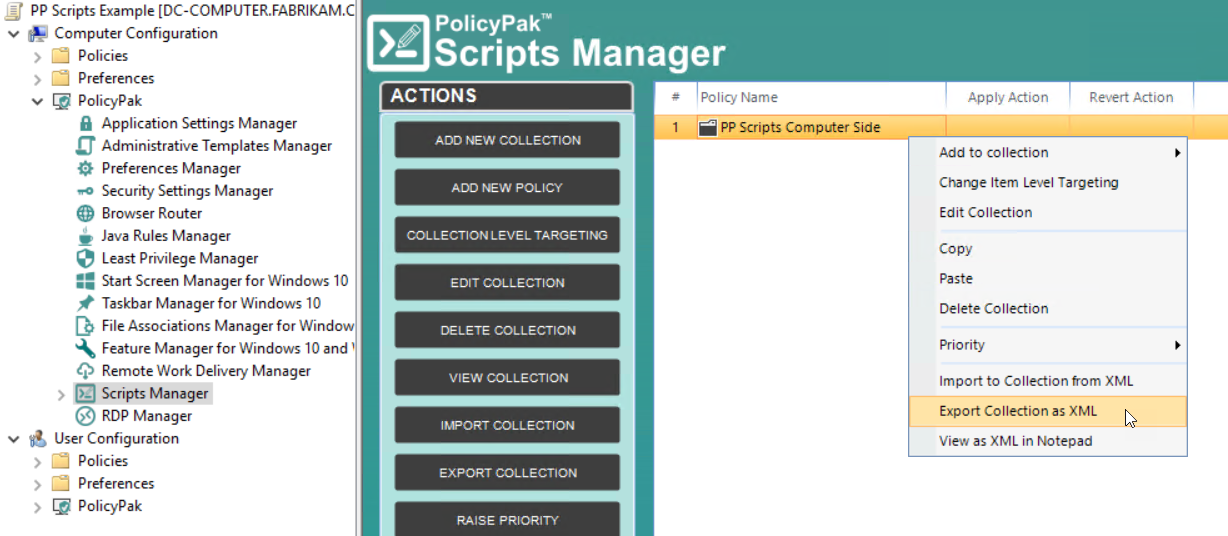 PP Scripts Example [DC-COMPUTER.FABRIKAM.C
Computer Configuration
Policies
Preferences
PolicyPak
Application Settings Manager
Administrative Templates Manager
Preferences Manager
Security Settings Manager
Browser Router
Java Rules Manager
Least Privilege Manager
Start Screen Manager for Windows 10
Taskbar Manager for Windows 10
File Associations Manager for Window
Feature Manager for Windows 10 and
Remote Work Delivery Manager
Scripts Manager
RDP Manager
User Configuration
Policies
Preferences
PolicyPak
PolicyPak™
Scripts Manager
ACTIONS
ADD NEW COLLECTION
ADD NEW POLICY
COLLECTION LEVEL TARGETING
EDIT COLLECTION
DELETE COLLECTION
VIEW COLLECTION
IMPORT COLLECTION
EXPORT COLLECTION
RAISE PRIORITY
# Policy Name Apply Action Revert Action
1 PP Scripts Computer Side
Add to collection
Change Item Level Targeting
Edit Collection
Copy
Paste
Delete Collection
Priority
Import to Collection from XML
Export Collection as XML
View as XML in Notepad